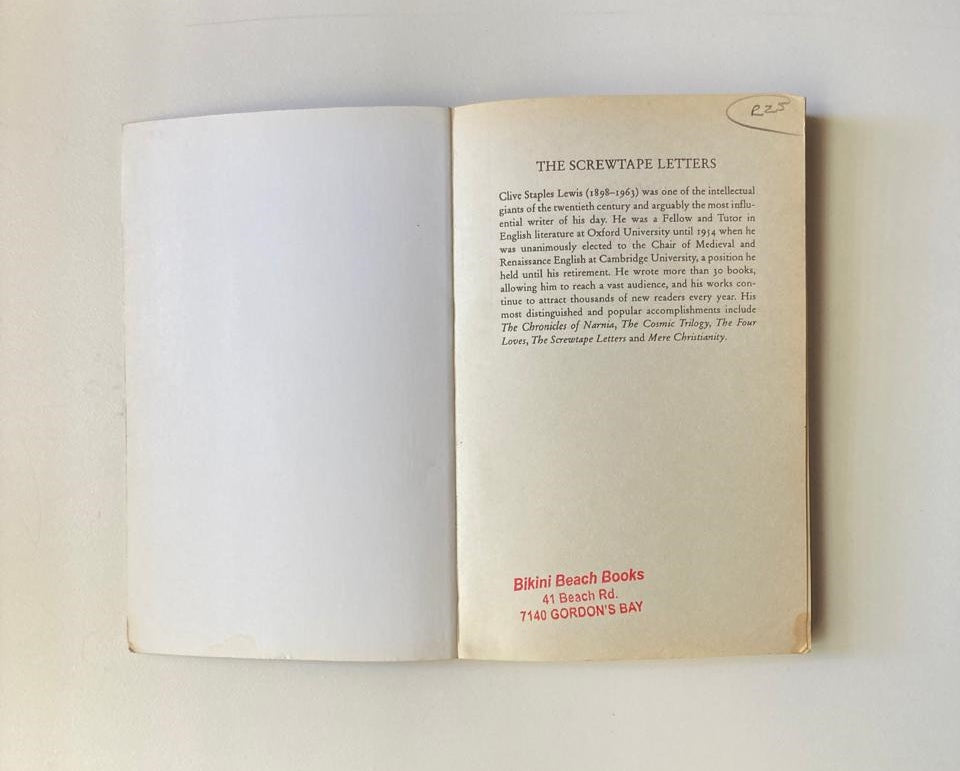 R25
THE SCREWTAPE LETTERS
Clive Staples Lewis (1898–1963) was one of the intellectual
giants of the twentieth century and arguably the most influ-
ential writer of his day. He was a Fellow and Tutor in
English literature at Oxford University until 1954 when he
was unanimously elected to the Chair of Medieval and
Renaissance English at Cambridge University, a position he
held until his retirement. He wrote more than 30 books,
allowing him to reach a vast audience, and his works con-
tinue to attract thousands of new readers every year. His
most distinguished and popular accomplishments include
The Chronicles of Narnia, The Cosmic Trilogy, The Four
Loves, The Screwtape Letters and Mere Christianity.
Bikini Beach Books
41 Beach Rd.
7140 GORDON'S BAY